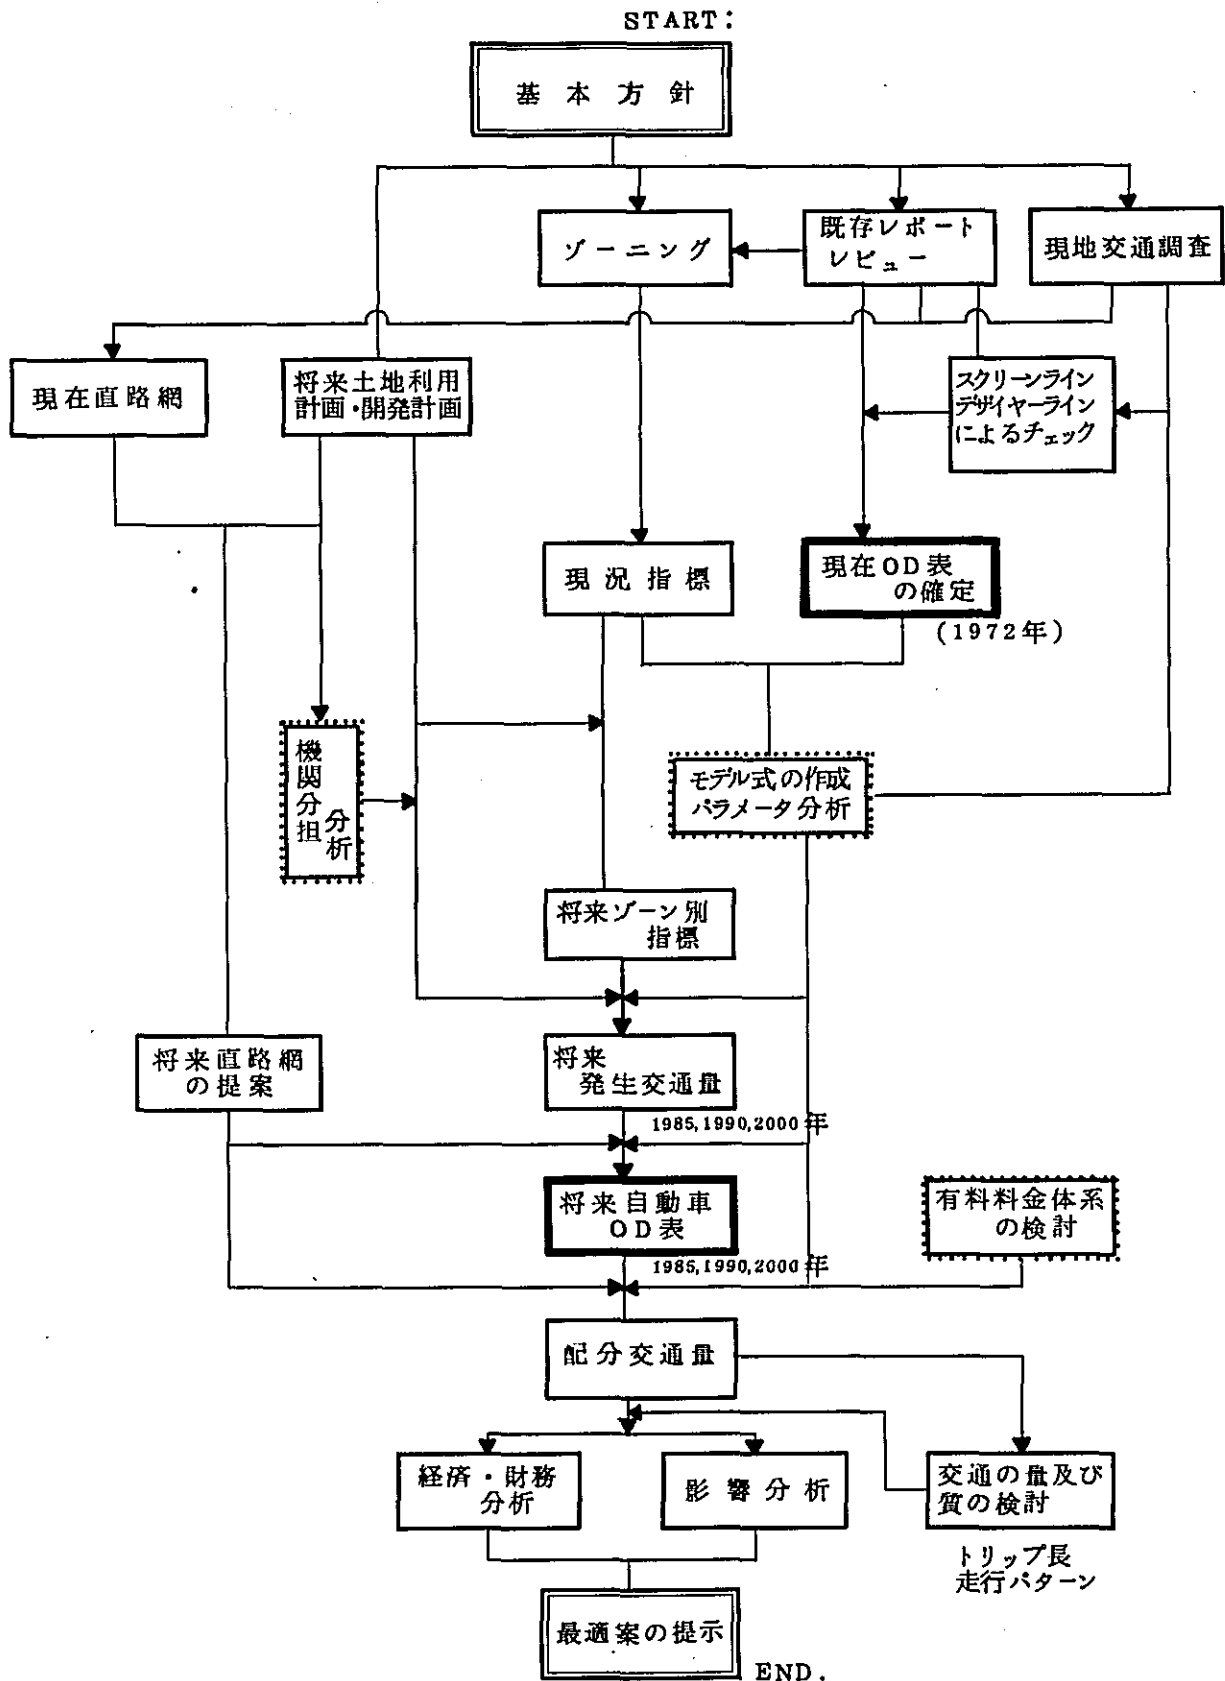 START:
基本方針
ゾーニング
既存レポート
レビュー
現地交通調査
現在直路網
将来土地利用
計画・開発計画
スクリーンライン
デザイヤーライン
によるチェック
現況指標
現在OD表
の確定
(1972年)
機関分担
分析
モデル式の作成
パラメータ分析
将来ゾーン別
指標
将来直路網
の提案
将来
発生交通量
1985,1990,2000年
将来自動車
OD表
1985,1990,2000年
有料料金体系
の検討
配分交通量
経済・財務
分析
影響分析
交通の量及び
質の検討
トリップ長
走行パターン
最適案の提示
END.